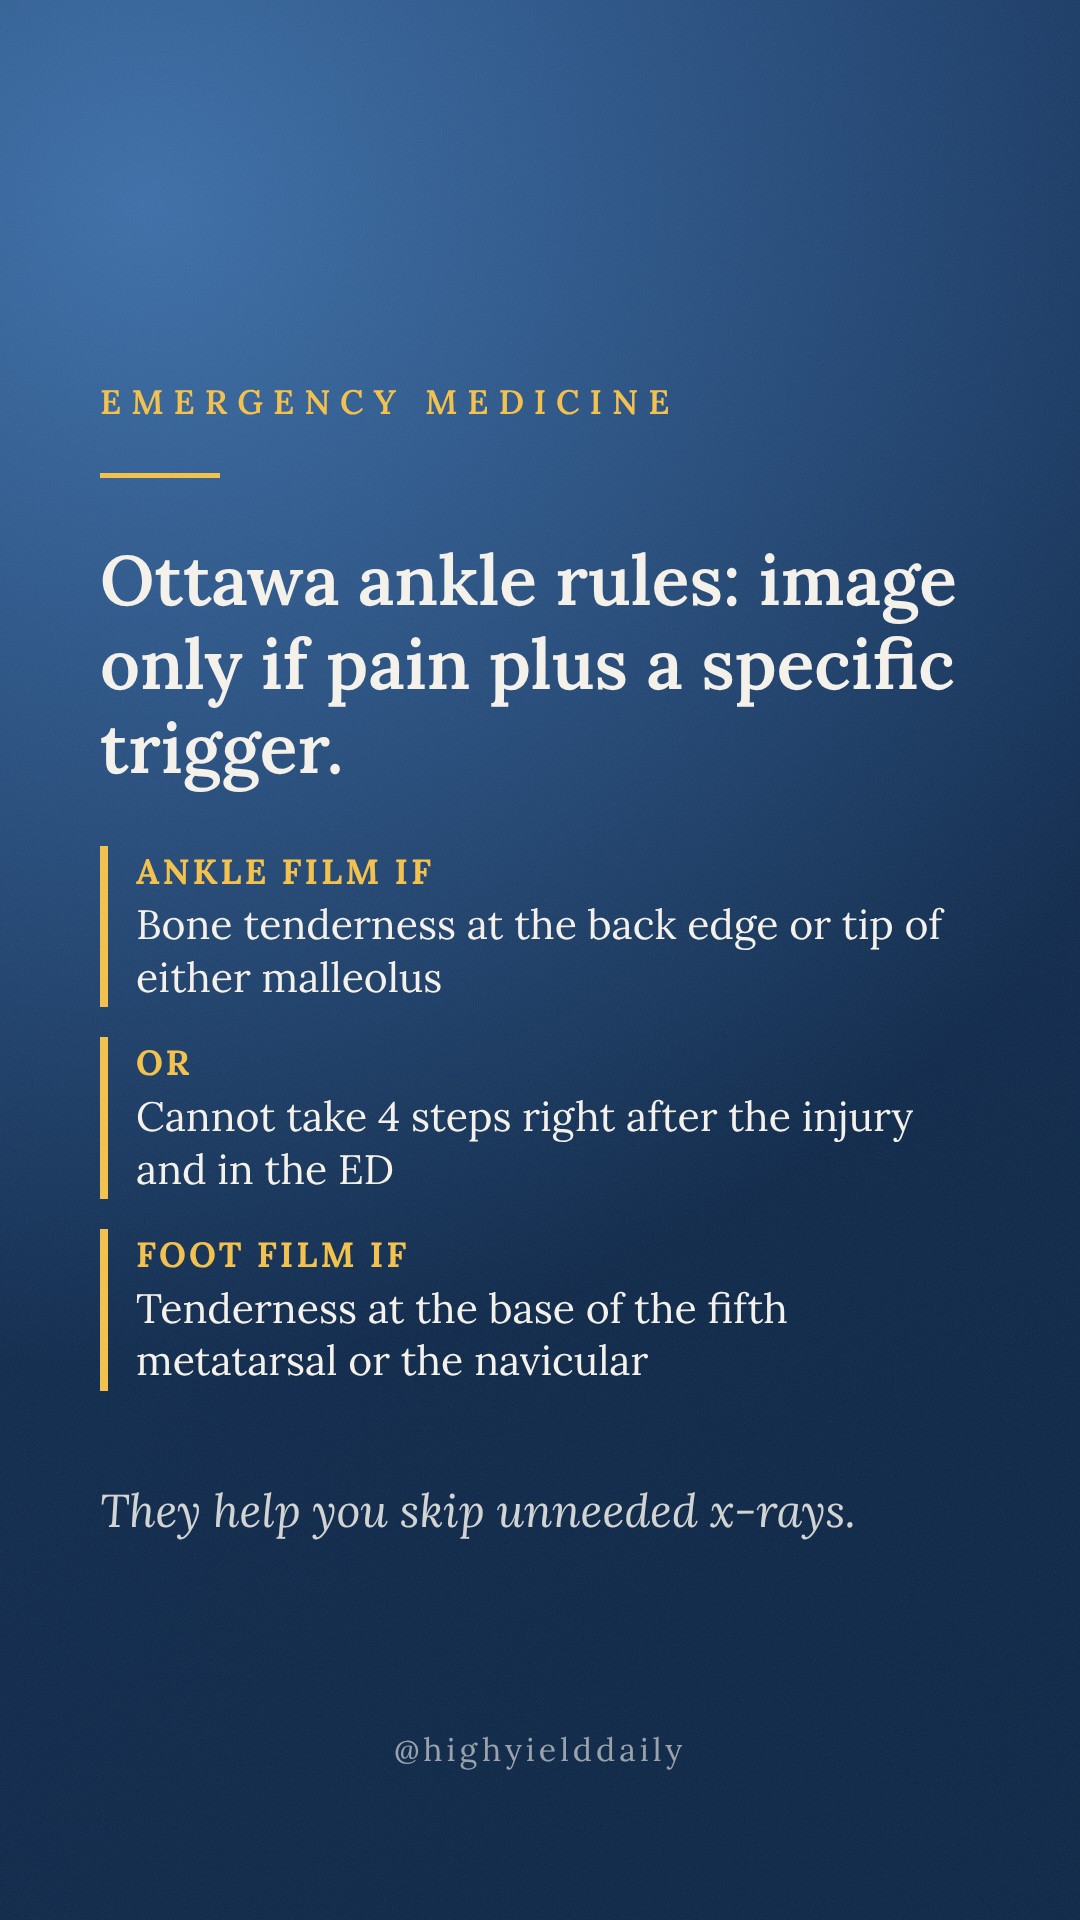 EMERGENCY MEDICINE
Ottawa ankle rules: image
only if pain plus a specific
trigger.
ANKLE FILM IF
Bone tenderness at the back edge or tip of
either malleolus
OR
Cannot take 4 steps right after the injury
and in the ED
FOOT FILM IF
Tenderness at the base of the fifth
metatarsal or the navicular
They help you skip unneeded x-rays.
@highyielddaily